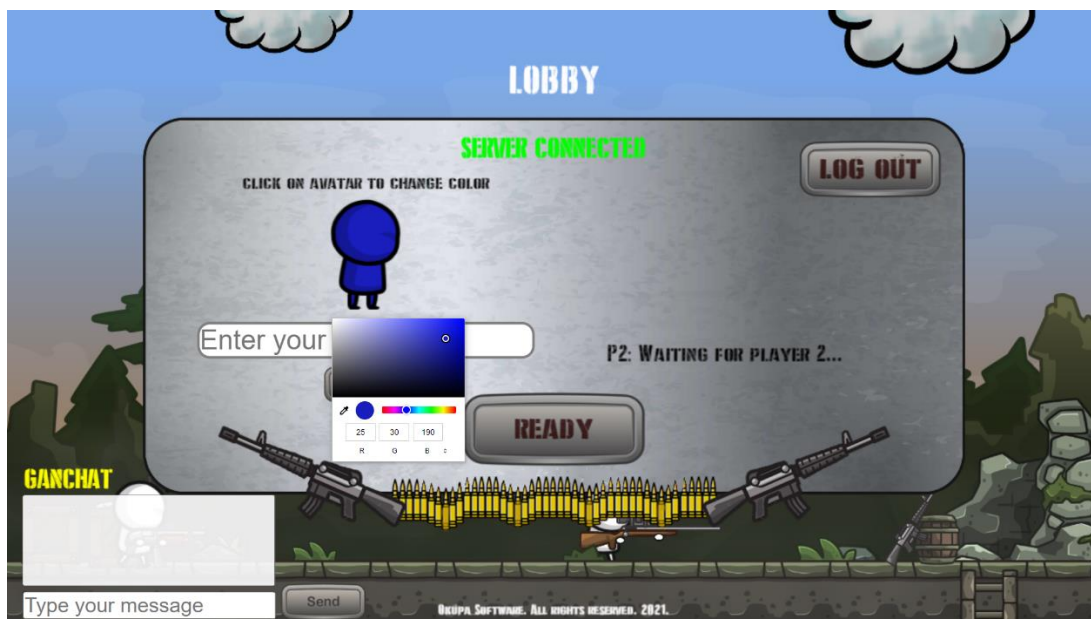 LOBBY
SERVER CONNECTED
LOG OUT
CLICK ON AVATAR TO CHANGE COLOR
Enter your
P2: WAITING FOR PLAYER 2...
25 30 190
R G B
READY
GANCHAT
Type your message
Send
OKUPA SOFTWARE. ALL RIGHTS RESERVED. 2021.